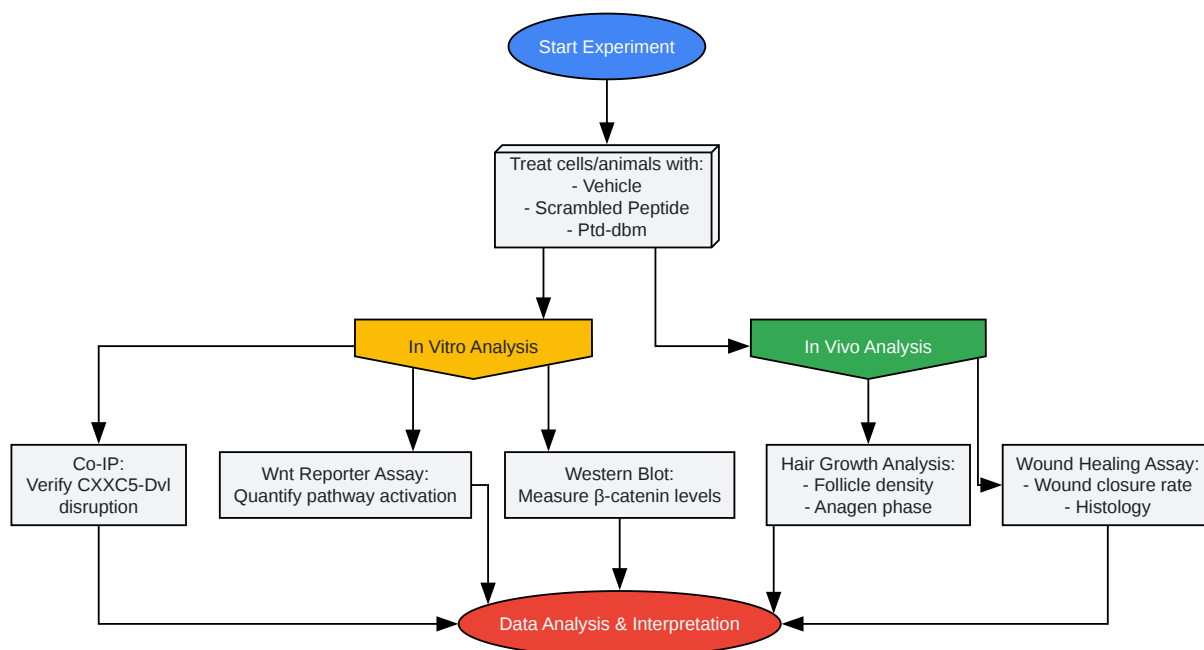 Start Experiment
Treat cells/animals with:
- Vehicle
- Scrambled Peptide
- Ptd-dbm
In Vitro Analysis
In Vivo Analysis
Co-IP:
Verify CXXC5-Dvl
disruption
Wnt Reporter Assay:
Quantify pathway activation
Western Blot:
Measure β-catenin levels
Hair Growth Analysis:
- Follicle density
- Anagen phase
Wound Healing Assay:
- Wound closure rate
- Histology
Data Analysis & Interpretation